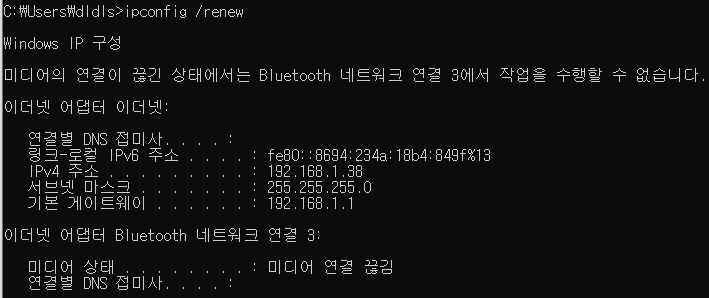 C:\Users\dldls>ipconfig /renew
Windows IP 구성
미디어의 연결이 끊긴 상태에서는 Bluetooth 네트워크 연결 3에서 작업을 수행할 수 없습니다.
이더넷 어댑터 이더넷:
연결별 DNS 접미사. . . . :
링크-로컬 IPv6 주소 . . . . : fe80::8694:234a:18b4:849f%13
IPv4 주소 . . . . . . . . . : 192.168.1.38
서브넷 마스크 . . . . . . . : 255.255.255.0
기본 게이트웨이 . . . . . . : 192.168.1.1
이더넷 어댑터 Bluetooth 네트워크 연결 3:
미디어 상태 . . . . . . . . : 미디어 연결 끊김
연결별 DNS 접미사. . . . :